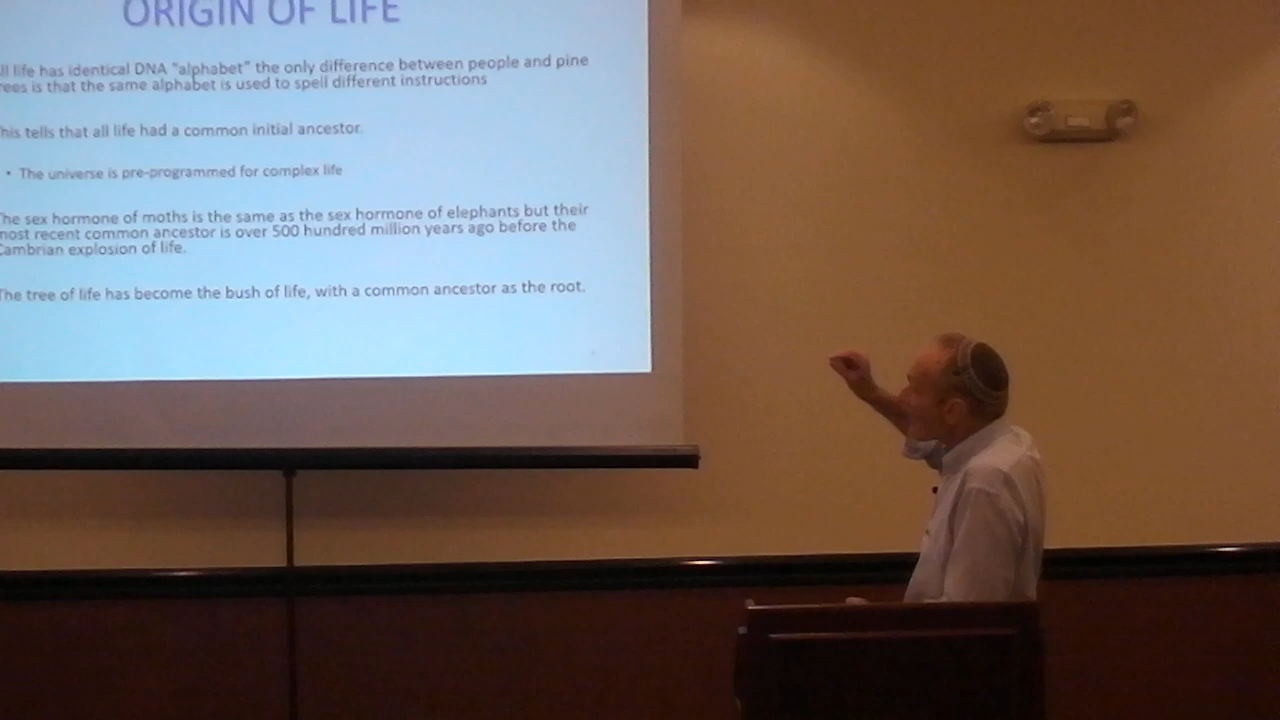 ORIGIN OF LIFE
ll life has identical DNA "alphabet" the only difference between people and pine
rees is that the same alphabet is used to spell different instructions
his tells that all life had a common initial ancestor.
• The universe is pre-programmed for complex life
The sex hormone of moths is the same as the sex hormone of elephants but their
most recent common ancestor is over 500 hundred million years ago before the
Cambrian explosion of life.
The tree of life has become the bush of life, with a common ancestor as the root.